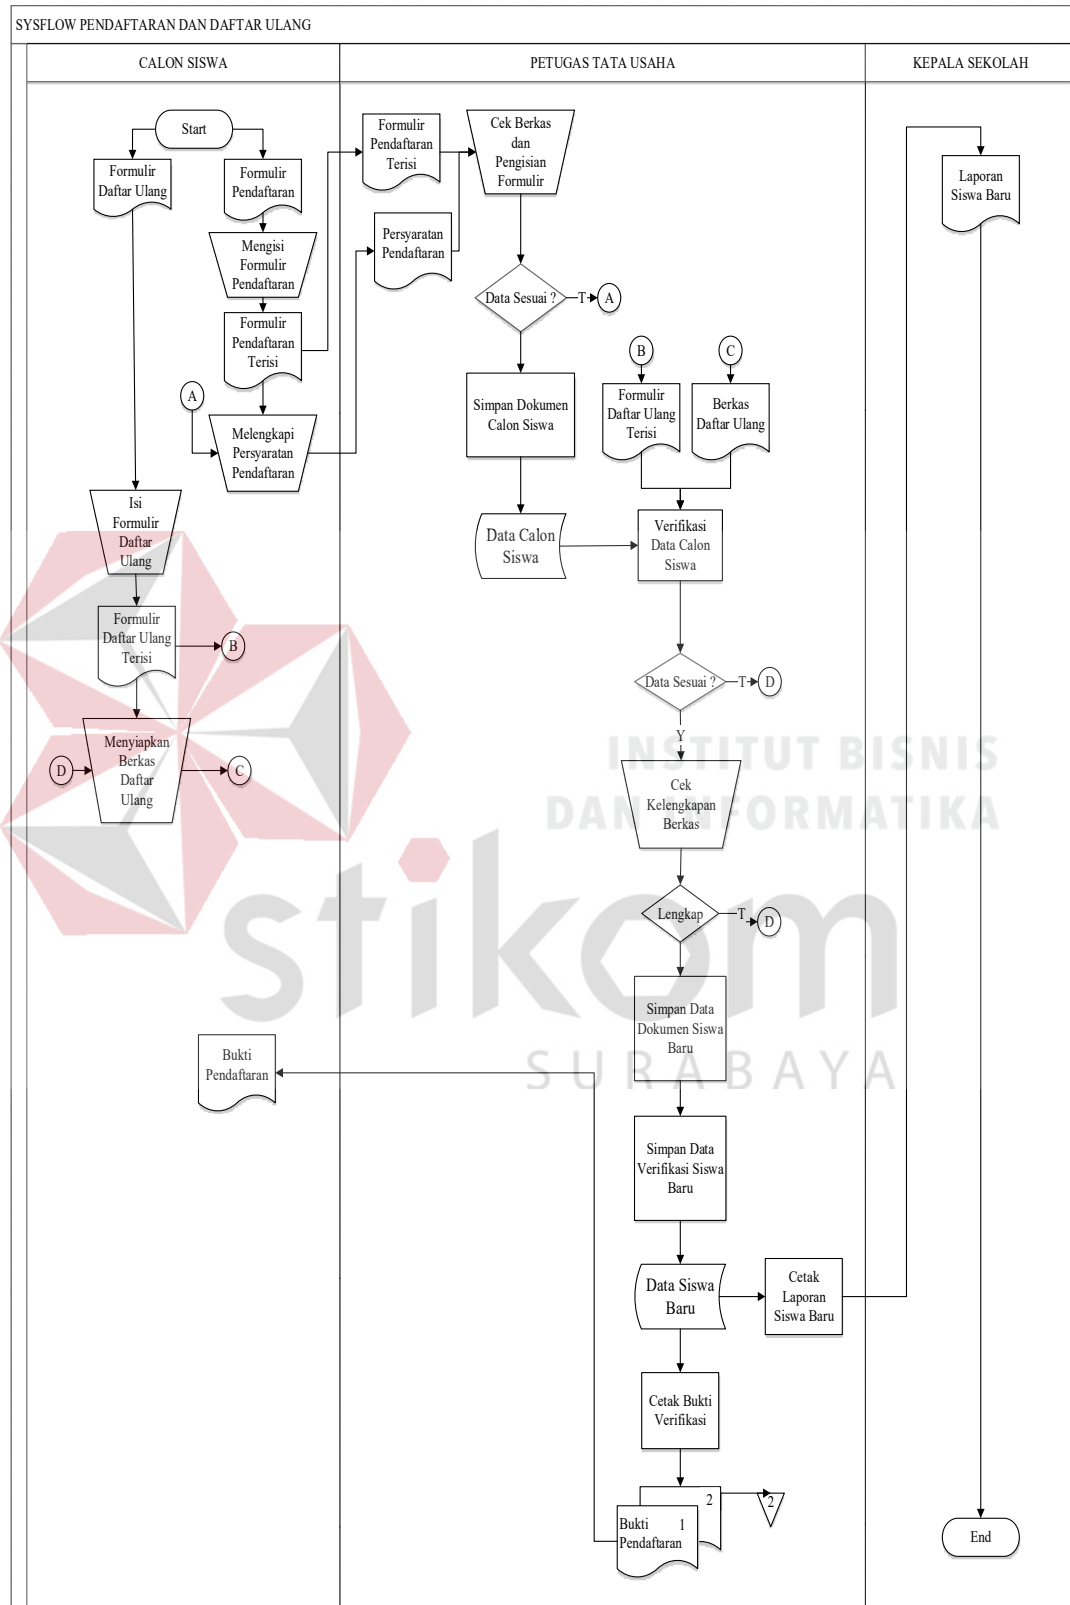 SYSFLOW PENDAFTARAN DAN DAFTAR ULANG
CALON SISWA
PETUGAS TATA USAHA
KEPALA SEKOLAH
Start
Formulir
Daftar Ulang
Formulir
Pendaftaran
Mengisi
Formulir
Pendaftaran
Formulir
Pendaftaran
Terisi
A
Melengkapi
Persyaratan
Pendaftaran
Isi
Formulir
Daftar
Ulang
Formulir
Daftar Ulang
Terisi
B
Menyiapkan
Berkas
Daftar
Ulang
D
C
Bukti
Pendaftaran
Formulir
Pendaftaran
Terisi
Persyaratan
Pendaftaran
Cek Berkas
dan
Pengisian
Formulir
Data Sesuai ?
T
A
Simpan Dokumen
Calon Siswa
Data Calon
Siswa
B
C
Formulir
Daftar Ulang
Terisi
Berkas
Daftar Ulang
Verifikasi
Data Calon
Siswa
Data Sesuai ?
T
D
Y
Cek
Kelengkapan
Berkas
Lengkap
T
D
Simpan Data
Dokumen Siswa
Baru
Simpan Data
Verifikasi Siswa
Baru
Data Siswa
Baru
Cetak
Laporan
Siswa Baru
Cetak Bukti
Verifikasi
2
Bukti 1
Pendaftaran
2
Laporan
Siswa Baru
End
INSTITUT BISNIS
DAN INFORMATIKA
stikom
SURABAYA